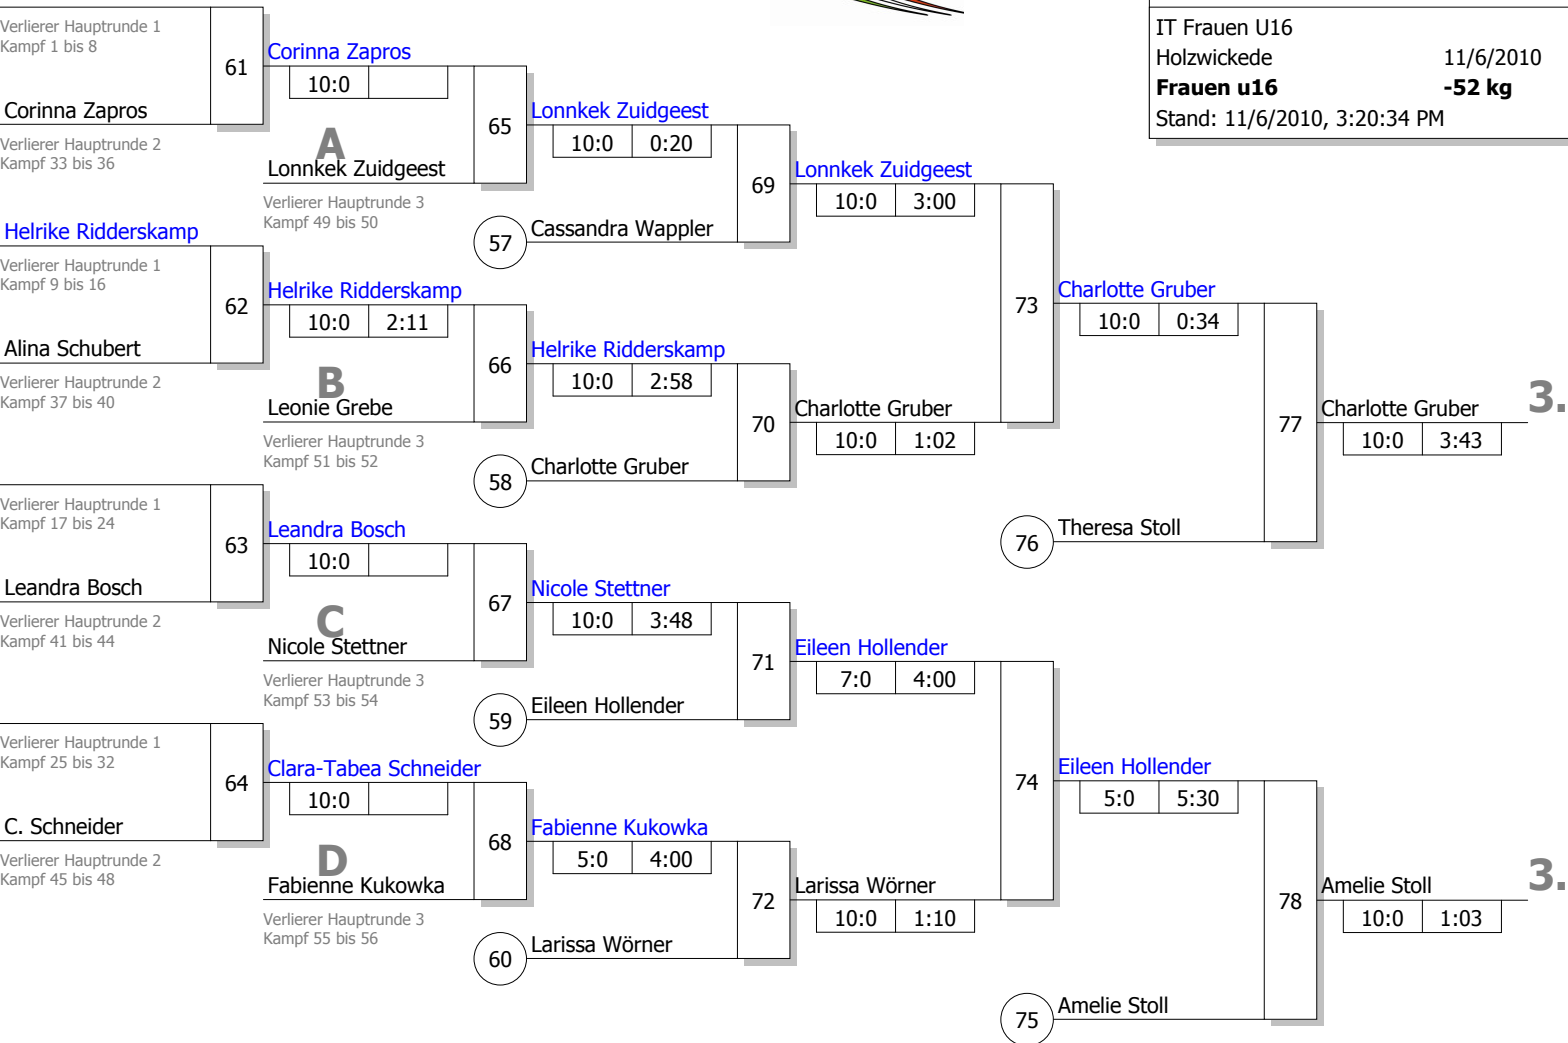 IT Frauen U16
Holzwickede 11/6/2010
Frauen u16 -52 kg
Stand: 11/6/2010, 3:20:34 PM
Verlierer Hauptrunde 1
Kampf 1 bis 8
61
Corinna Zapros
10:0
Corinna Zapros
Verlierer Hauptrunde 2
Kampf 33 bis 36
A
Lonnkek Zuidgeest
Verlierer Hauptrunde 3
Kampf 49 bis 50
65
Lonnkek Zuidgeest
10:0 0:20
57
Cassandra Wappler
69
Lonnkek Zuidgeest
10:0 3:00
Helrike Ridderskamp
Verlierer Hauptrunde 1
Kampf 9 bis 16
62
Helrike Ridderskamp
10:0 2:11
Alina Schubert
Verlierer Hauptrunde 2
Kampf 37 bis 40
B
Leonie Grebe
Verlierer Hauptrunde 3
Kampf 51 bis 52
66
Helrike Ridderskamp
10:0 2:58
58
Charlotte Gruber
70
Charlotte Gruber
10:0 1:02
73
Charlotte Gruber
10:0 0:34
76
Theresa Stoll
77
Charlotte Gruber
10:0 3:43
3.
Verlierer Hauptrunde 1
Kampf 17 bis 24
63
Leandra Bosch
10:0
Leandra Bosch
Verlierer Hauptrunde 2
Kampf 41 bis 44
C
Nicole Stettner
Verlierer Hauptrunde 3
Kampf 53 bis 54
67
Nicole Stettner
10:0 3:48
59
Eileen Hollender
71
Eileen Hollender
7:0 4:00
Verlierer Hauptrunde 1
Kampf 25 bis 32
64
Clara-Tabea Schneider
10:0
C. Schneider
Verlierer Hauptrunde 2
Kampf 45 bis 48
D
Fabienne Kukowka
Verlierer Hauptrunde 3
Kampf 55 bis 56
68
Fabienne Kukowka
5:0 4:00
60
Larissa Wörner
72
Larissa Wörner
10:0 1:10
74
Eileen Hollender
5:0 5:30
75
Amelie Stoll
78
Amelie Stoll
10:0 1:03
3.